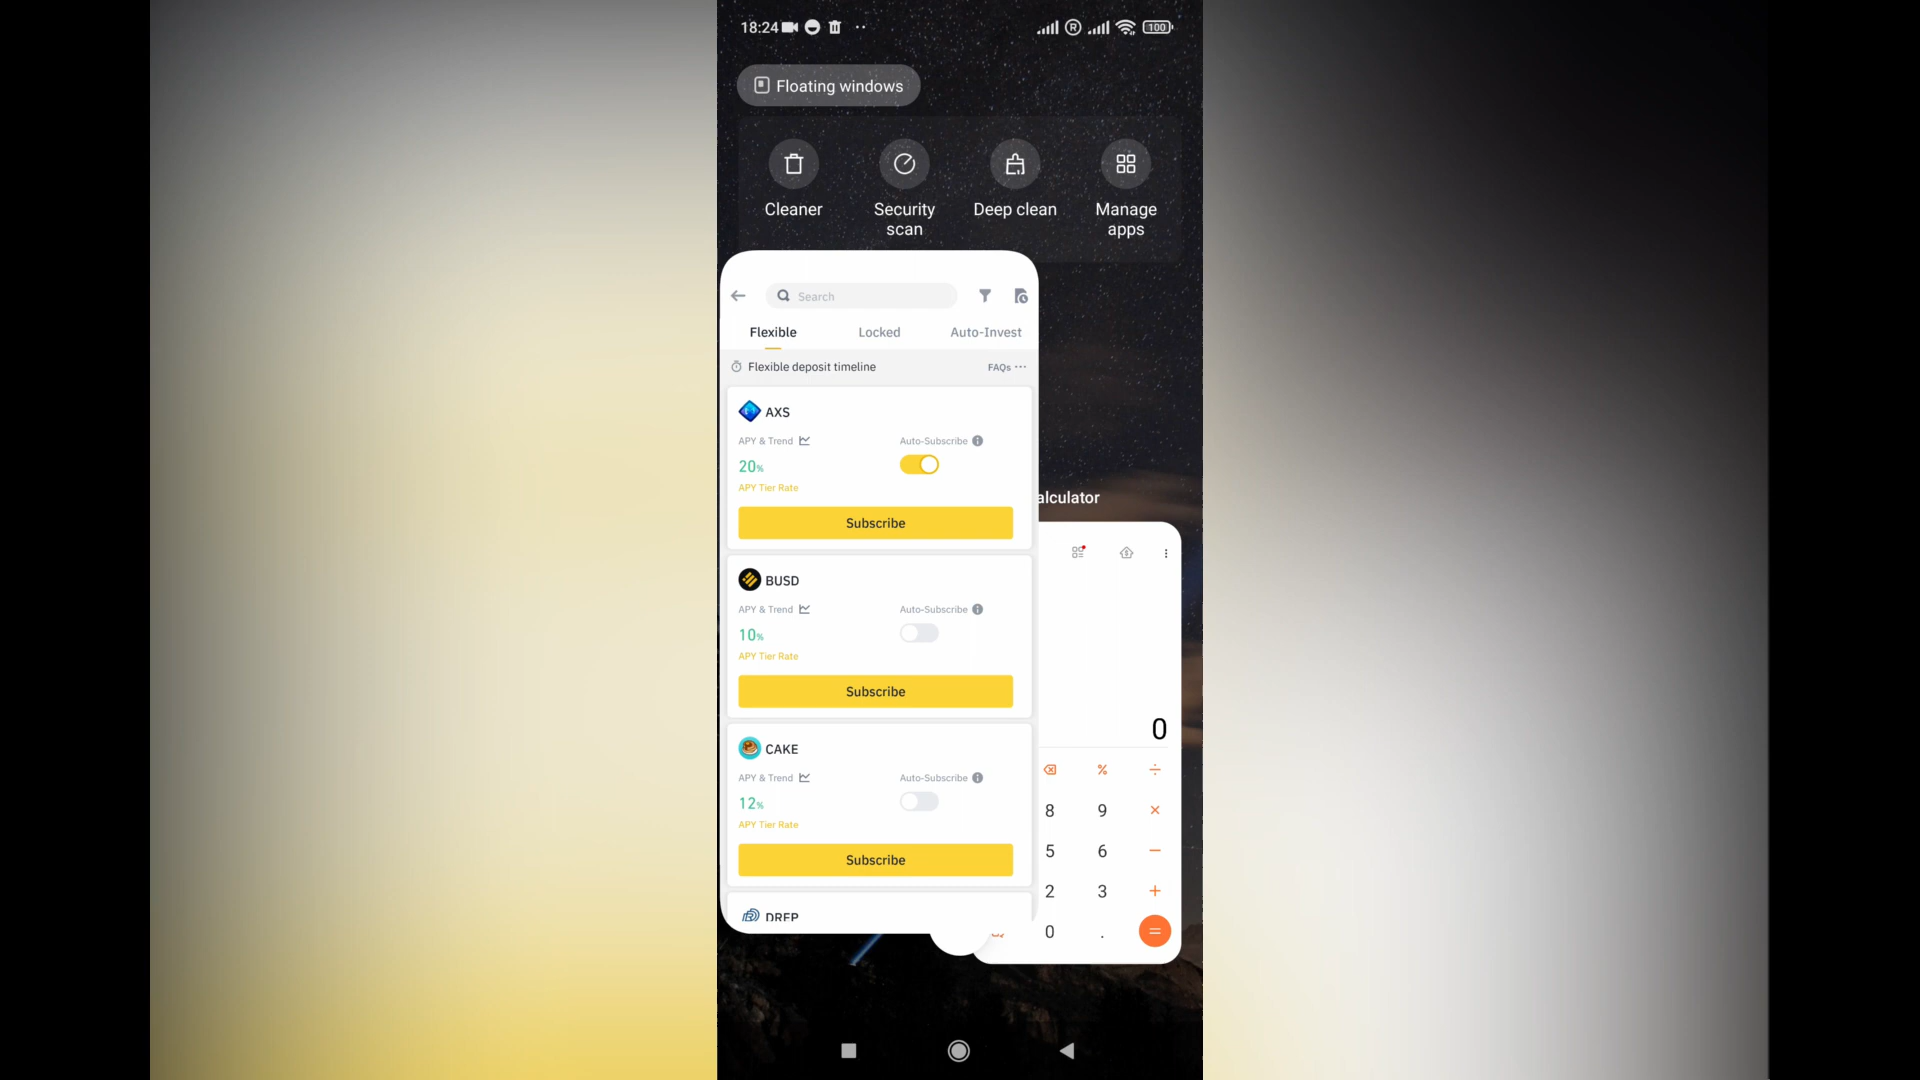 18:24
100
Floating windows
Cleaner
Security
scan
Deep clean
Manage
apps
Search
Flexible
Locked
Auto-Invest
Flexible deposit timeline
FAQs
AXS
APY & Trend
Auto-Subscribe
20%
APY Tier Rate
Subscribe
BUSD
APY & Trend
Auto-Subscribe
10%
APY Tier Rate
Subscribe
CAKE
APY & Trend
Auto-Subscribe
12%
APY Tier Rate
Subscribe
DREP
alculator
0
% ÷
8 9 ×
5 6 −
2 3 +
0 . =